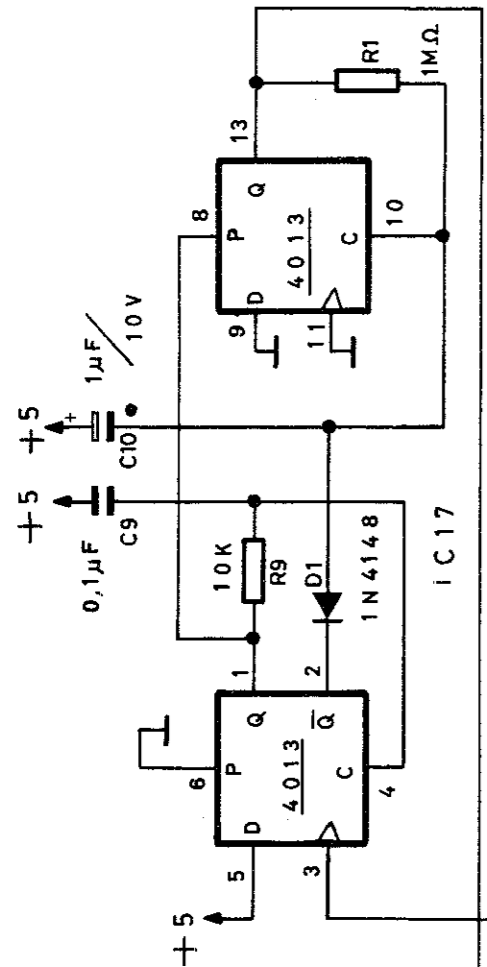 +5
5
D
3
6
P
4013
C
4
Q
1
Q
2
0,1µF
C9
+5
10K
R9
D1
1N4148
+5
+
C10
1µF/10V
iC17
8
P
9
D
11
4013
C
10
Q
13
R1
1MΩ